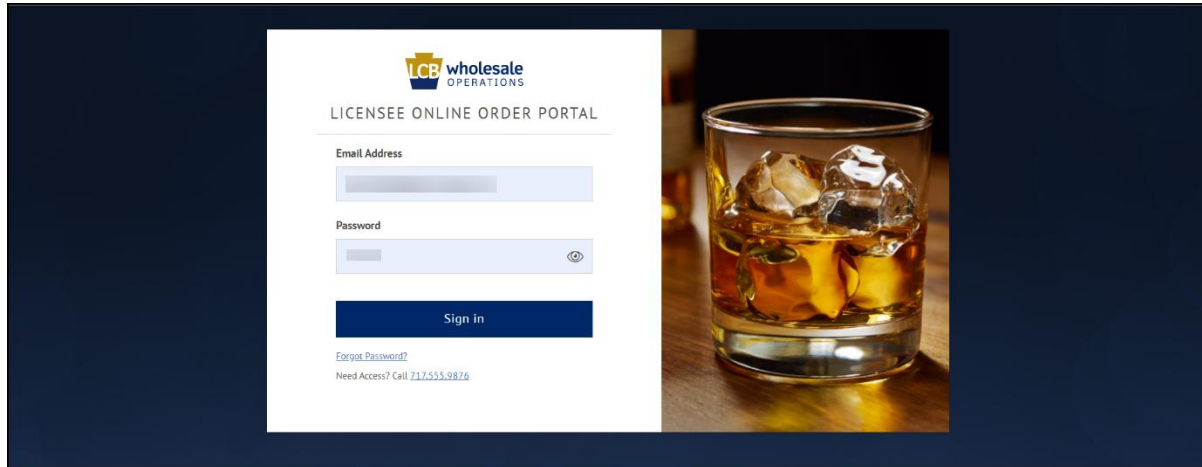 LCB wholesale
OPERATIONS
LICENSEE ONLINE ORDER PORTAL
Email Address
Password
Sign in
Forgot Password?
Need Access? Call 717.555.9876